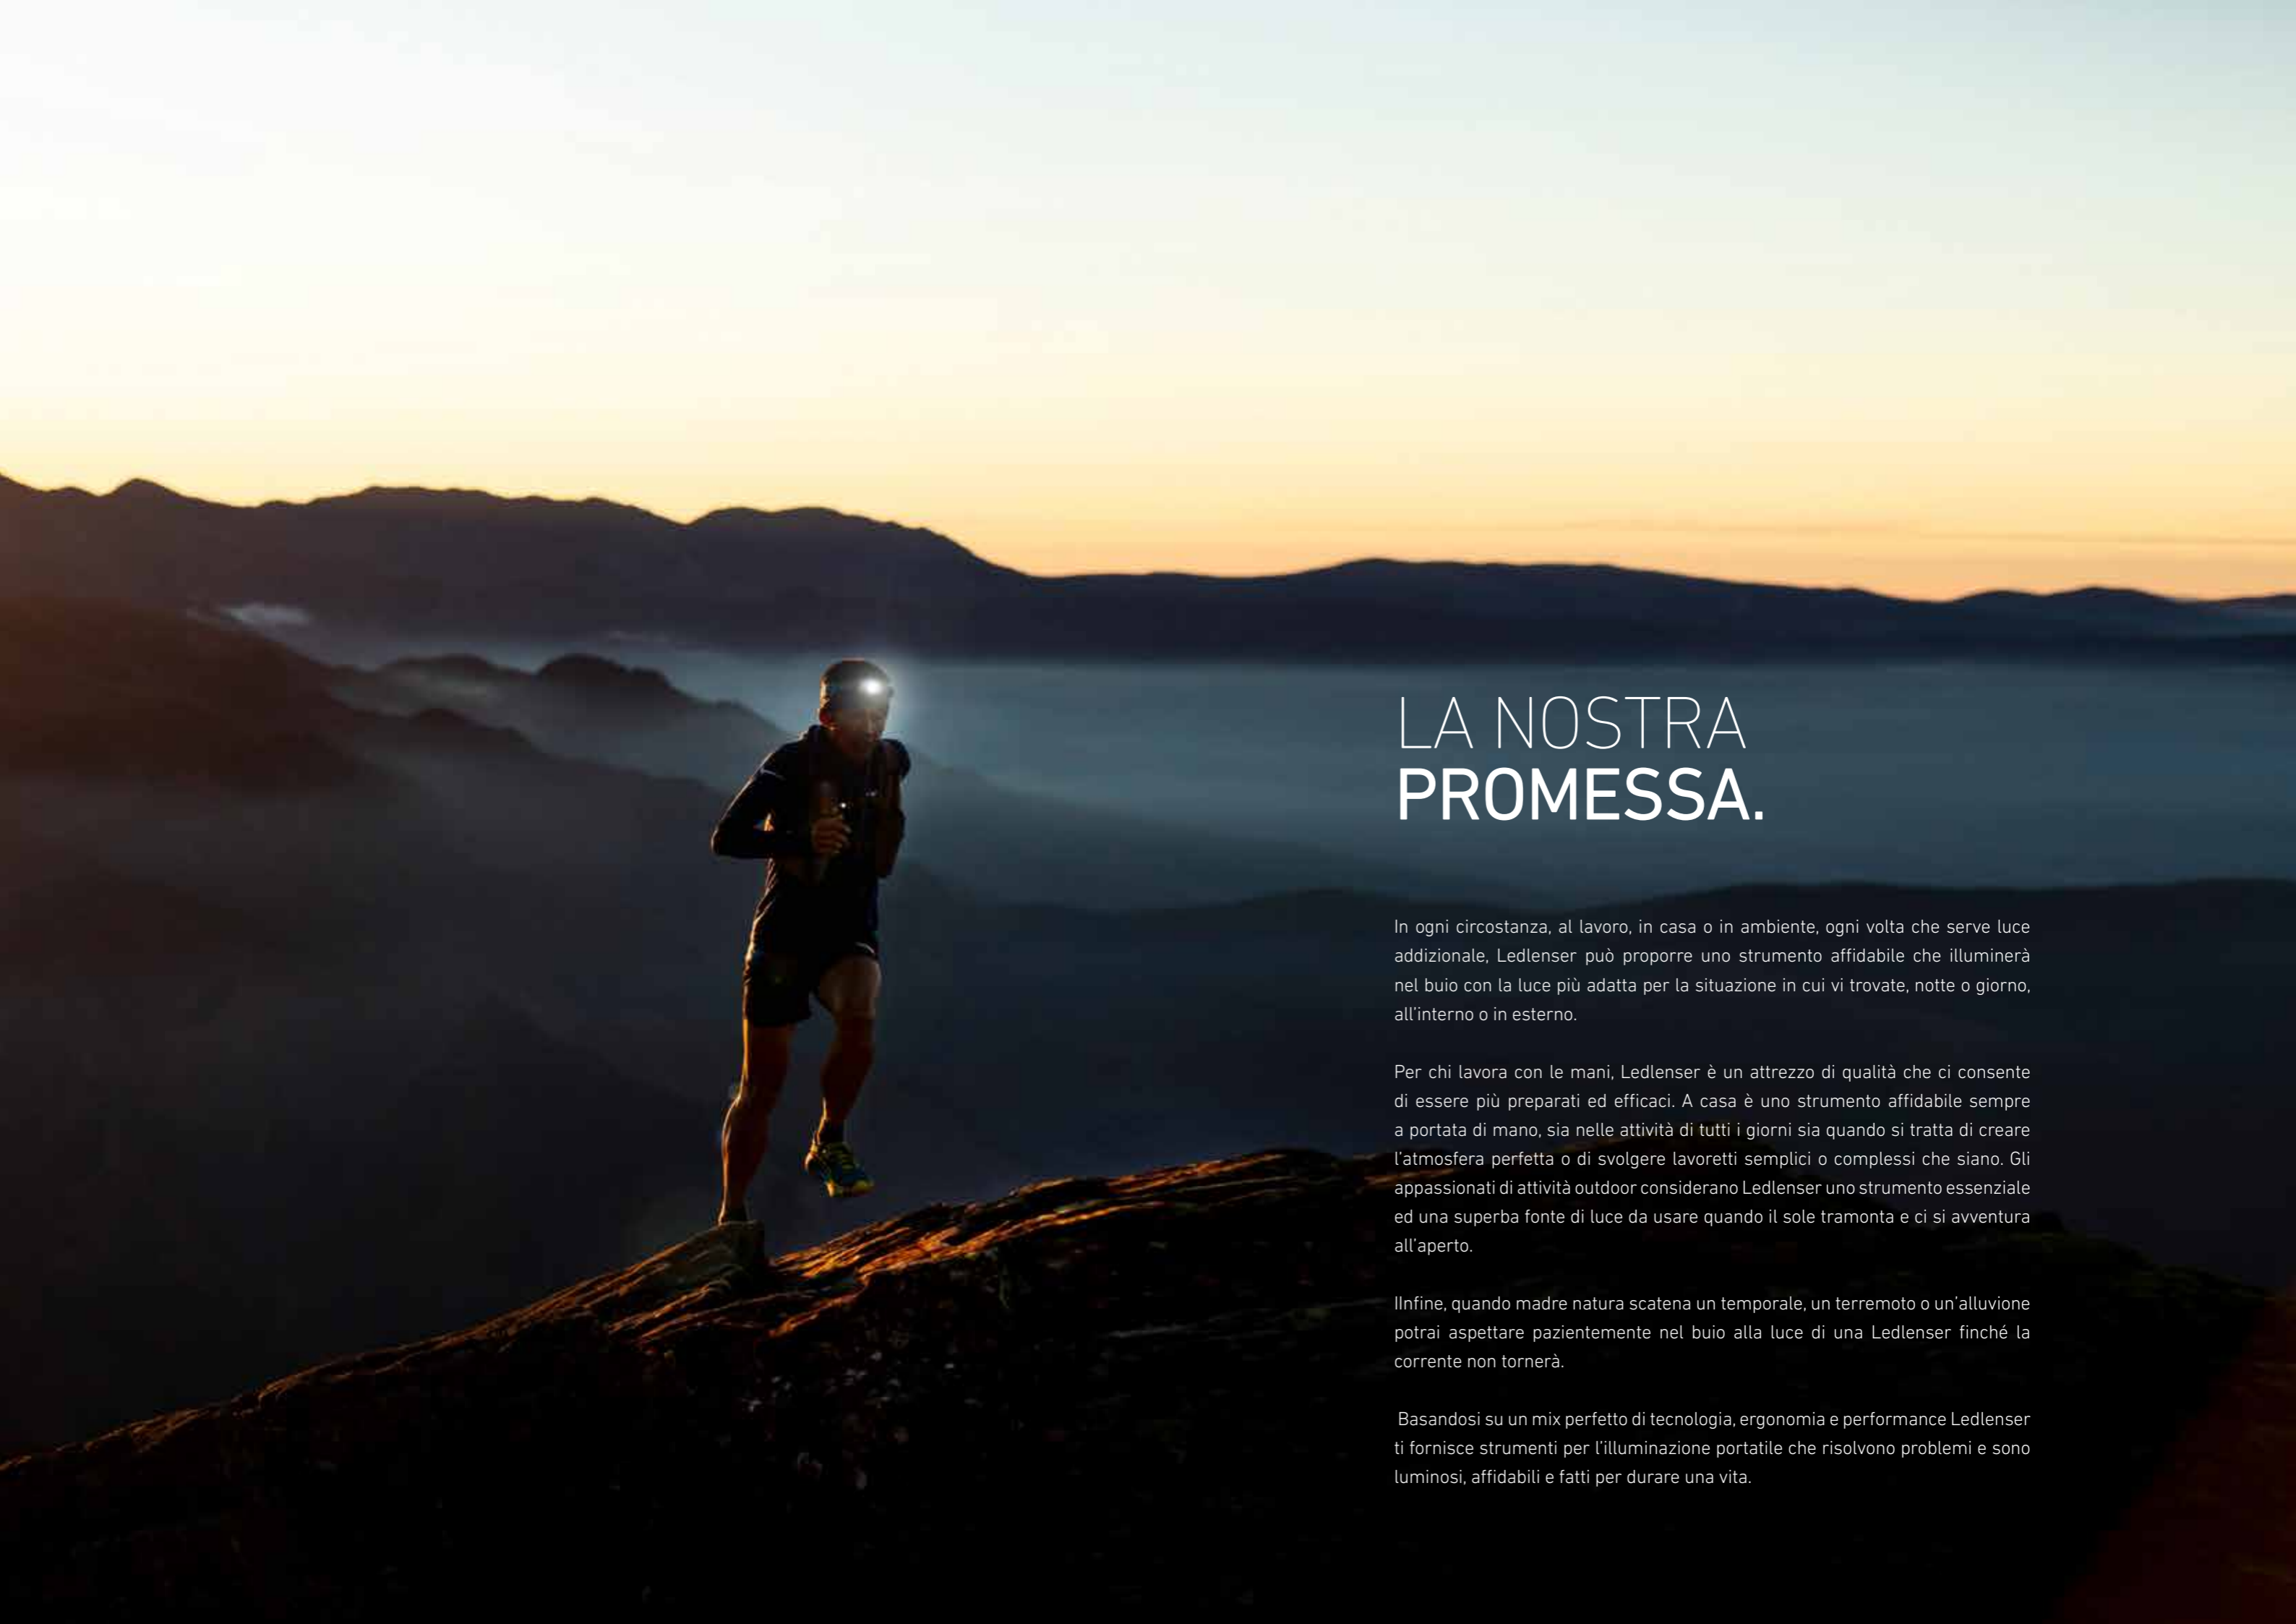 LA NOSTRA
PROMESSA.
In ogni circostanza, al lavoro, in casa o in ambiente, ogni volta che serve luce
addizionale, Ledlenser può proporre uno strumento affidabile che illuminerà
nel buio con la luce più adatta per la situazione in cui vi trovate, notte o giorno,
all'interno o in esterno.
Per chi lavora con le mani, Ledlenser è un attrezzo di qualità che ci consente
di essere più preparati ed efficaci. A casa è uno strumento affidabile sempre
a portata di mano, sia nelle attività di tutti i giorni sia quando si tratta di creare
l'atmosfera perfetta o di svolgere lavoretti semplici o complessi che siano. Gli
appassionati di attività outdoor considerano Ledlenser uno strumento essenziale
ed una superba fonte di luce da usare quando il sole tramonta e ci si avventura
all'aperto.
IInfine, quando madre natura scatena un temporale, un terremoto o un'alluvione
potrai aspettare pazientemente nel buio alla luce di una Ledlenser finché la
corrente non tornerà.
Basandosi su un mix perfetto di tecnologia, ergonomia e performance Ledlenser
ti fornisce strumenti per l'illuminazione portatile che risolvono problemi e sono
luminosi, affidabili e fatti per durare una vita.